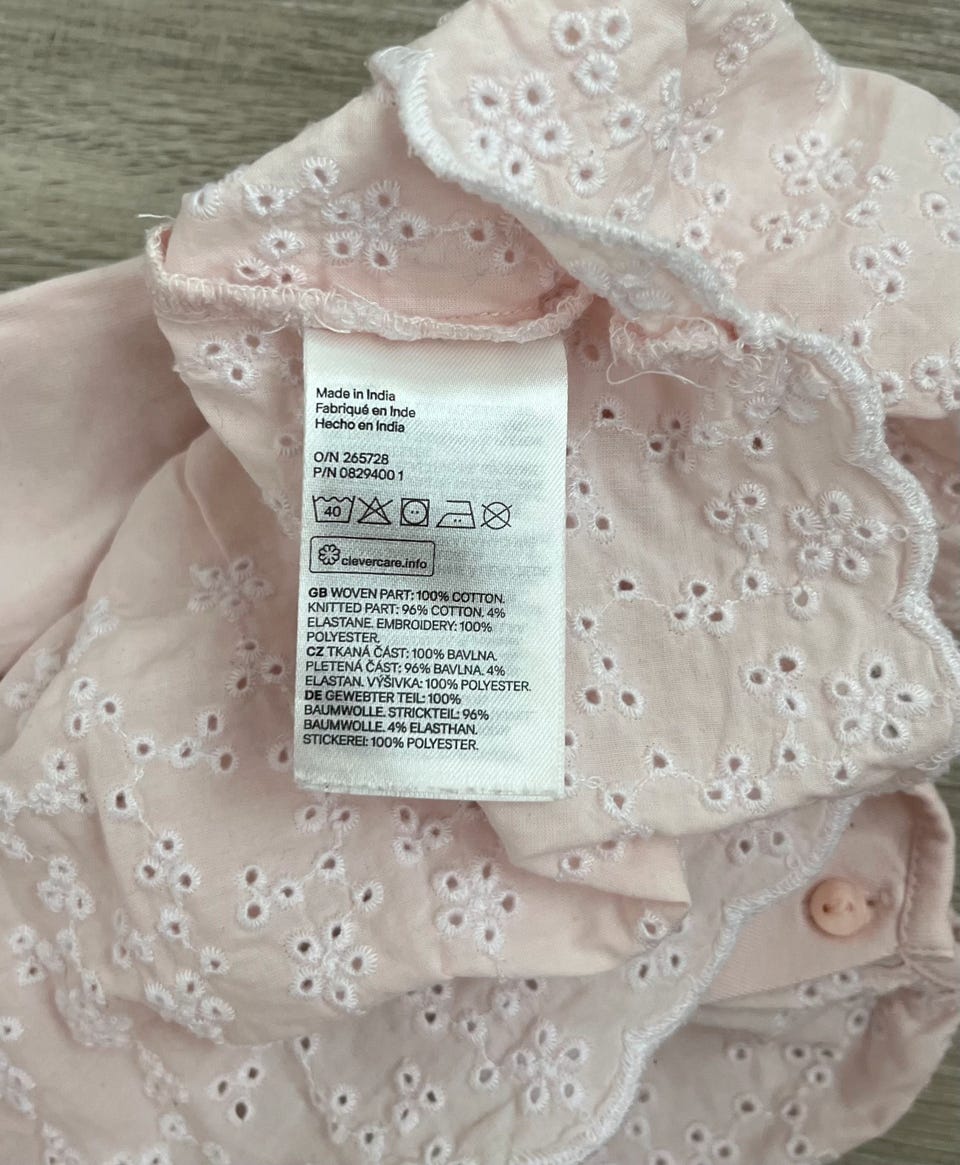 Made in India
Fabriqué en Inde
Hecho en India
O/N 265728
P/N 0829400 1
40
clevercare.info
GB WOVEN PART: 100% COTTON.
KNITTED PART: 96% COTTON. 4%
ELASTANE. EMBROIDERY: 100%
POLYESTER.
CZ TKANÁ ČÁST: 100% BAVLNA.
PLETENÁ ČÁST: 96% BAVLNA. 4%
ELASTAN. VÝŠIVKA: 100% POLYESTER.
DE GEWEBTER TEIL: 100%
BAUMWOLLE. STRICKTEIL: 96%
BAUMWOLLE. 4% ELASTHAN.
STICKEREI: 100% POLYESTER.